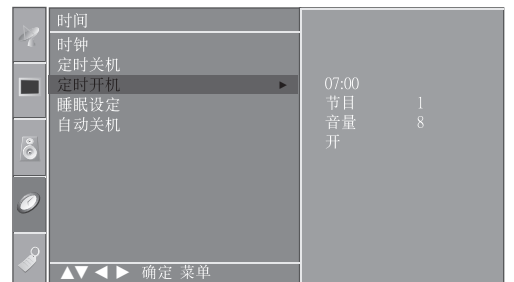 时间
时钟
定时关机
定时开机 ►
睡眠设定
自动关机
07:00
节目 1
音量 8
开
▲▼◄► 确定 菜单